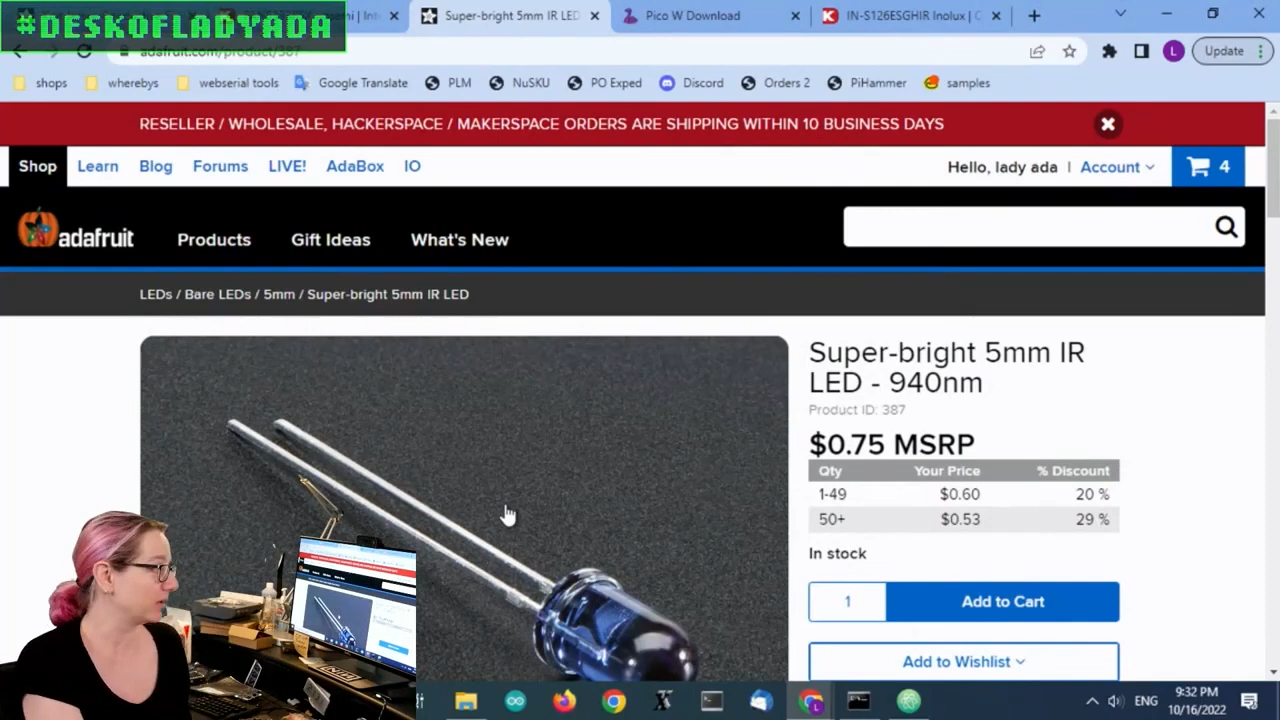 #DESKOFLADYADA
Super-bright 5mm IR LED
Pico W Download
IN-S126ESGHIR Inolux | C
adafruit.com/product/387
L
Update
shops
whereby s
webserial tools
Google Translate
PLM
NuSKU
PO Exped
Discord
Orders 2
PiHammer
samples
RESELLER / WHOLESALE, HACKERSPACE / MAKERSPACE ORDERS ARE SHIPPING WITHIN 10 BUSINESS DAYS
Shop
Learn
Blog
Forums
LIVE!
AdaBox
IO
Hello, lady ada | Account
4
adafruit
Products
Gift Ideas
What's New
LEDs / Bare LEDs / 5mm / Super-bright 5mm IR LED
Super-bright 5mm IR
LED - 940nm
Product ID: 387
$0.75 MSRP
Qty Your Price % Discount
1-49 $0.60 20 %
50+ $0.53 29 %
In stock
1
Add to Cart
Add to Wishlist
ENG
9:32 PM
10/16/2022